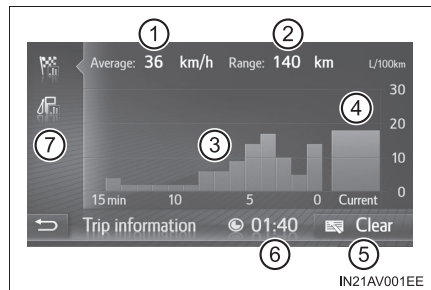 ① ②
Average: 36 km/h Range: 140 km L/100km
30
④
20
⑦ ③
10
0
15 min 10 5 0 Current
Trip information 01:40 Clear
⑥ ⑤
IN21AV001EE